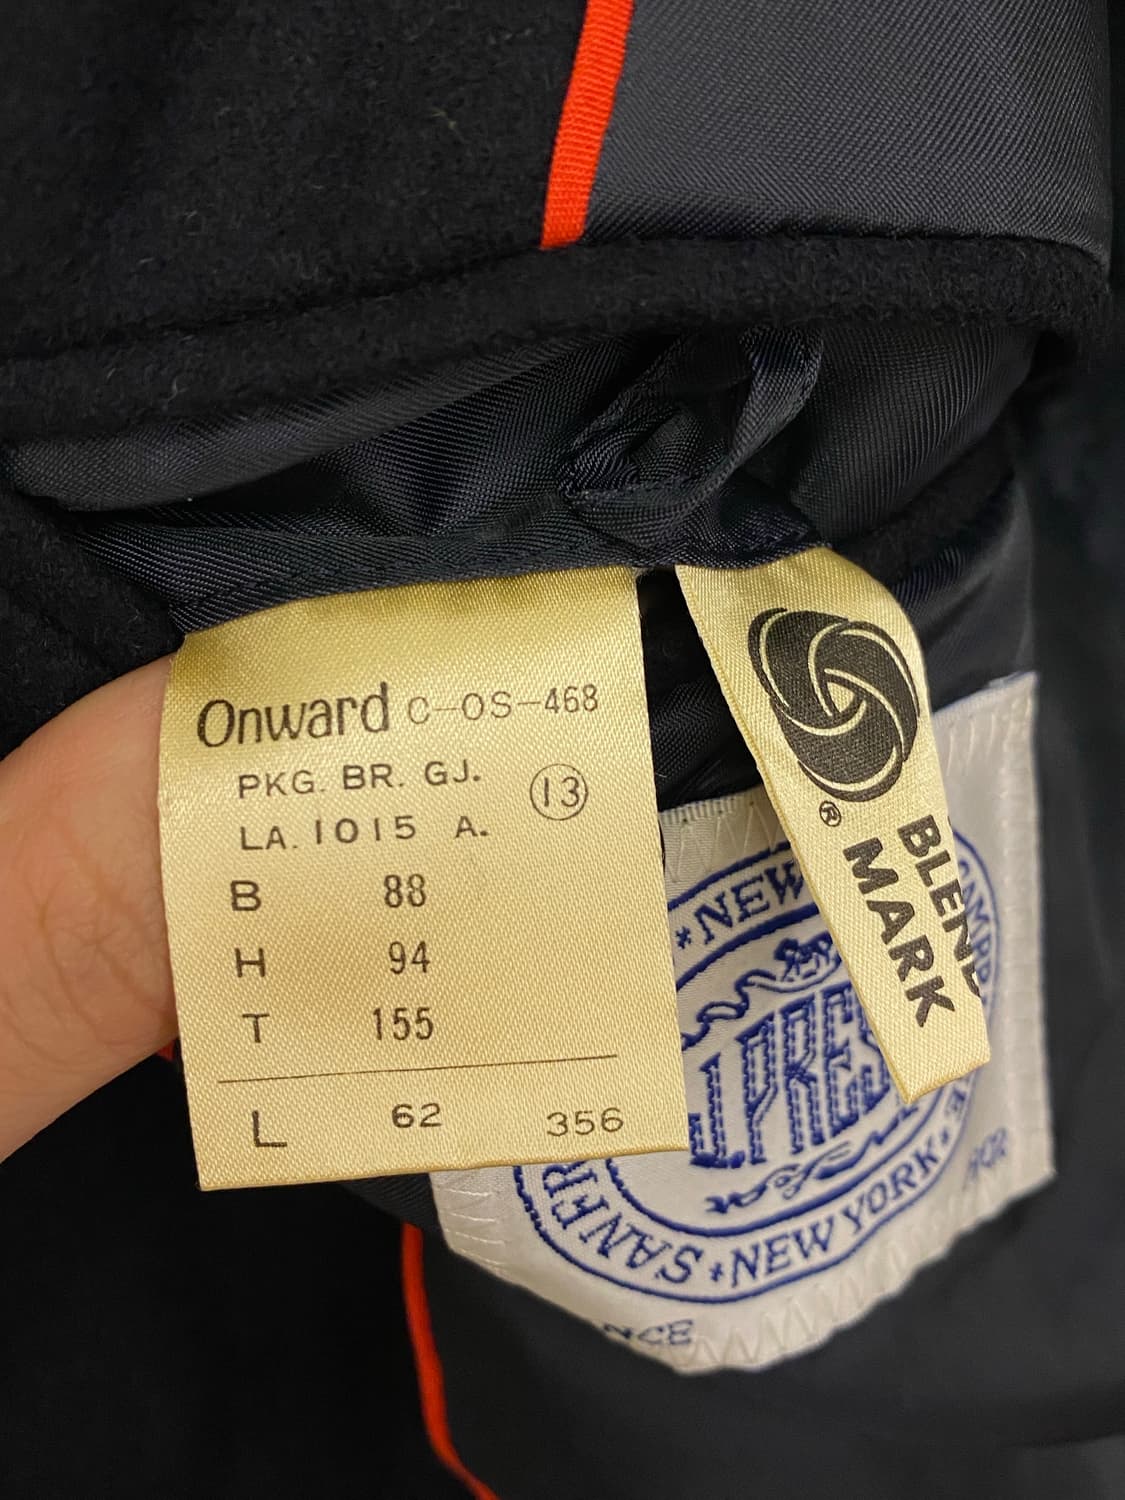 Onward C-OS-468
PKG. BR. GJ.
13
LA. 1015 A.
B 88
H 94
T 155
L 62 356
®
BLEND
MARK
*NEW
J.PRES
*NEW YORK*